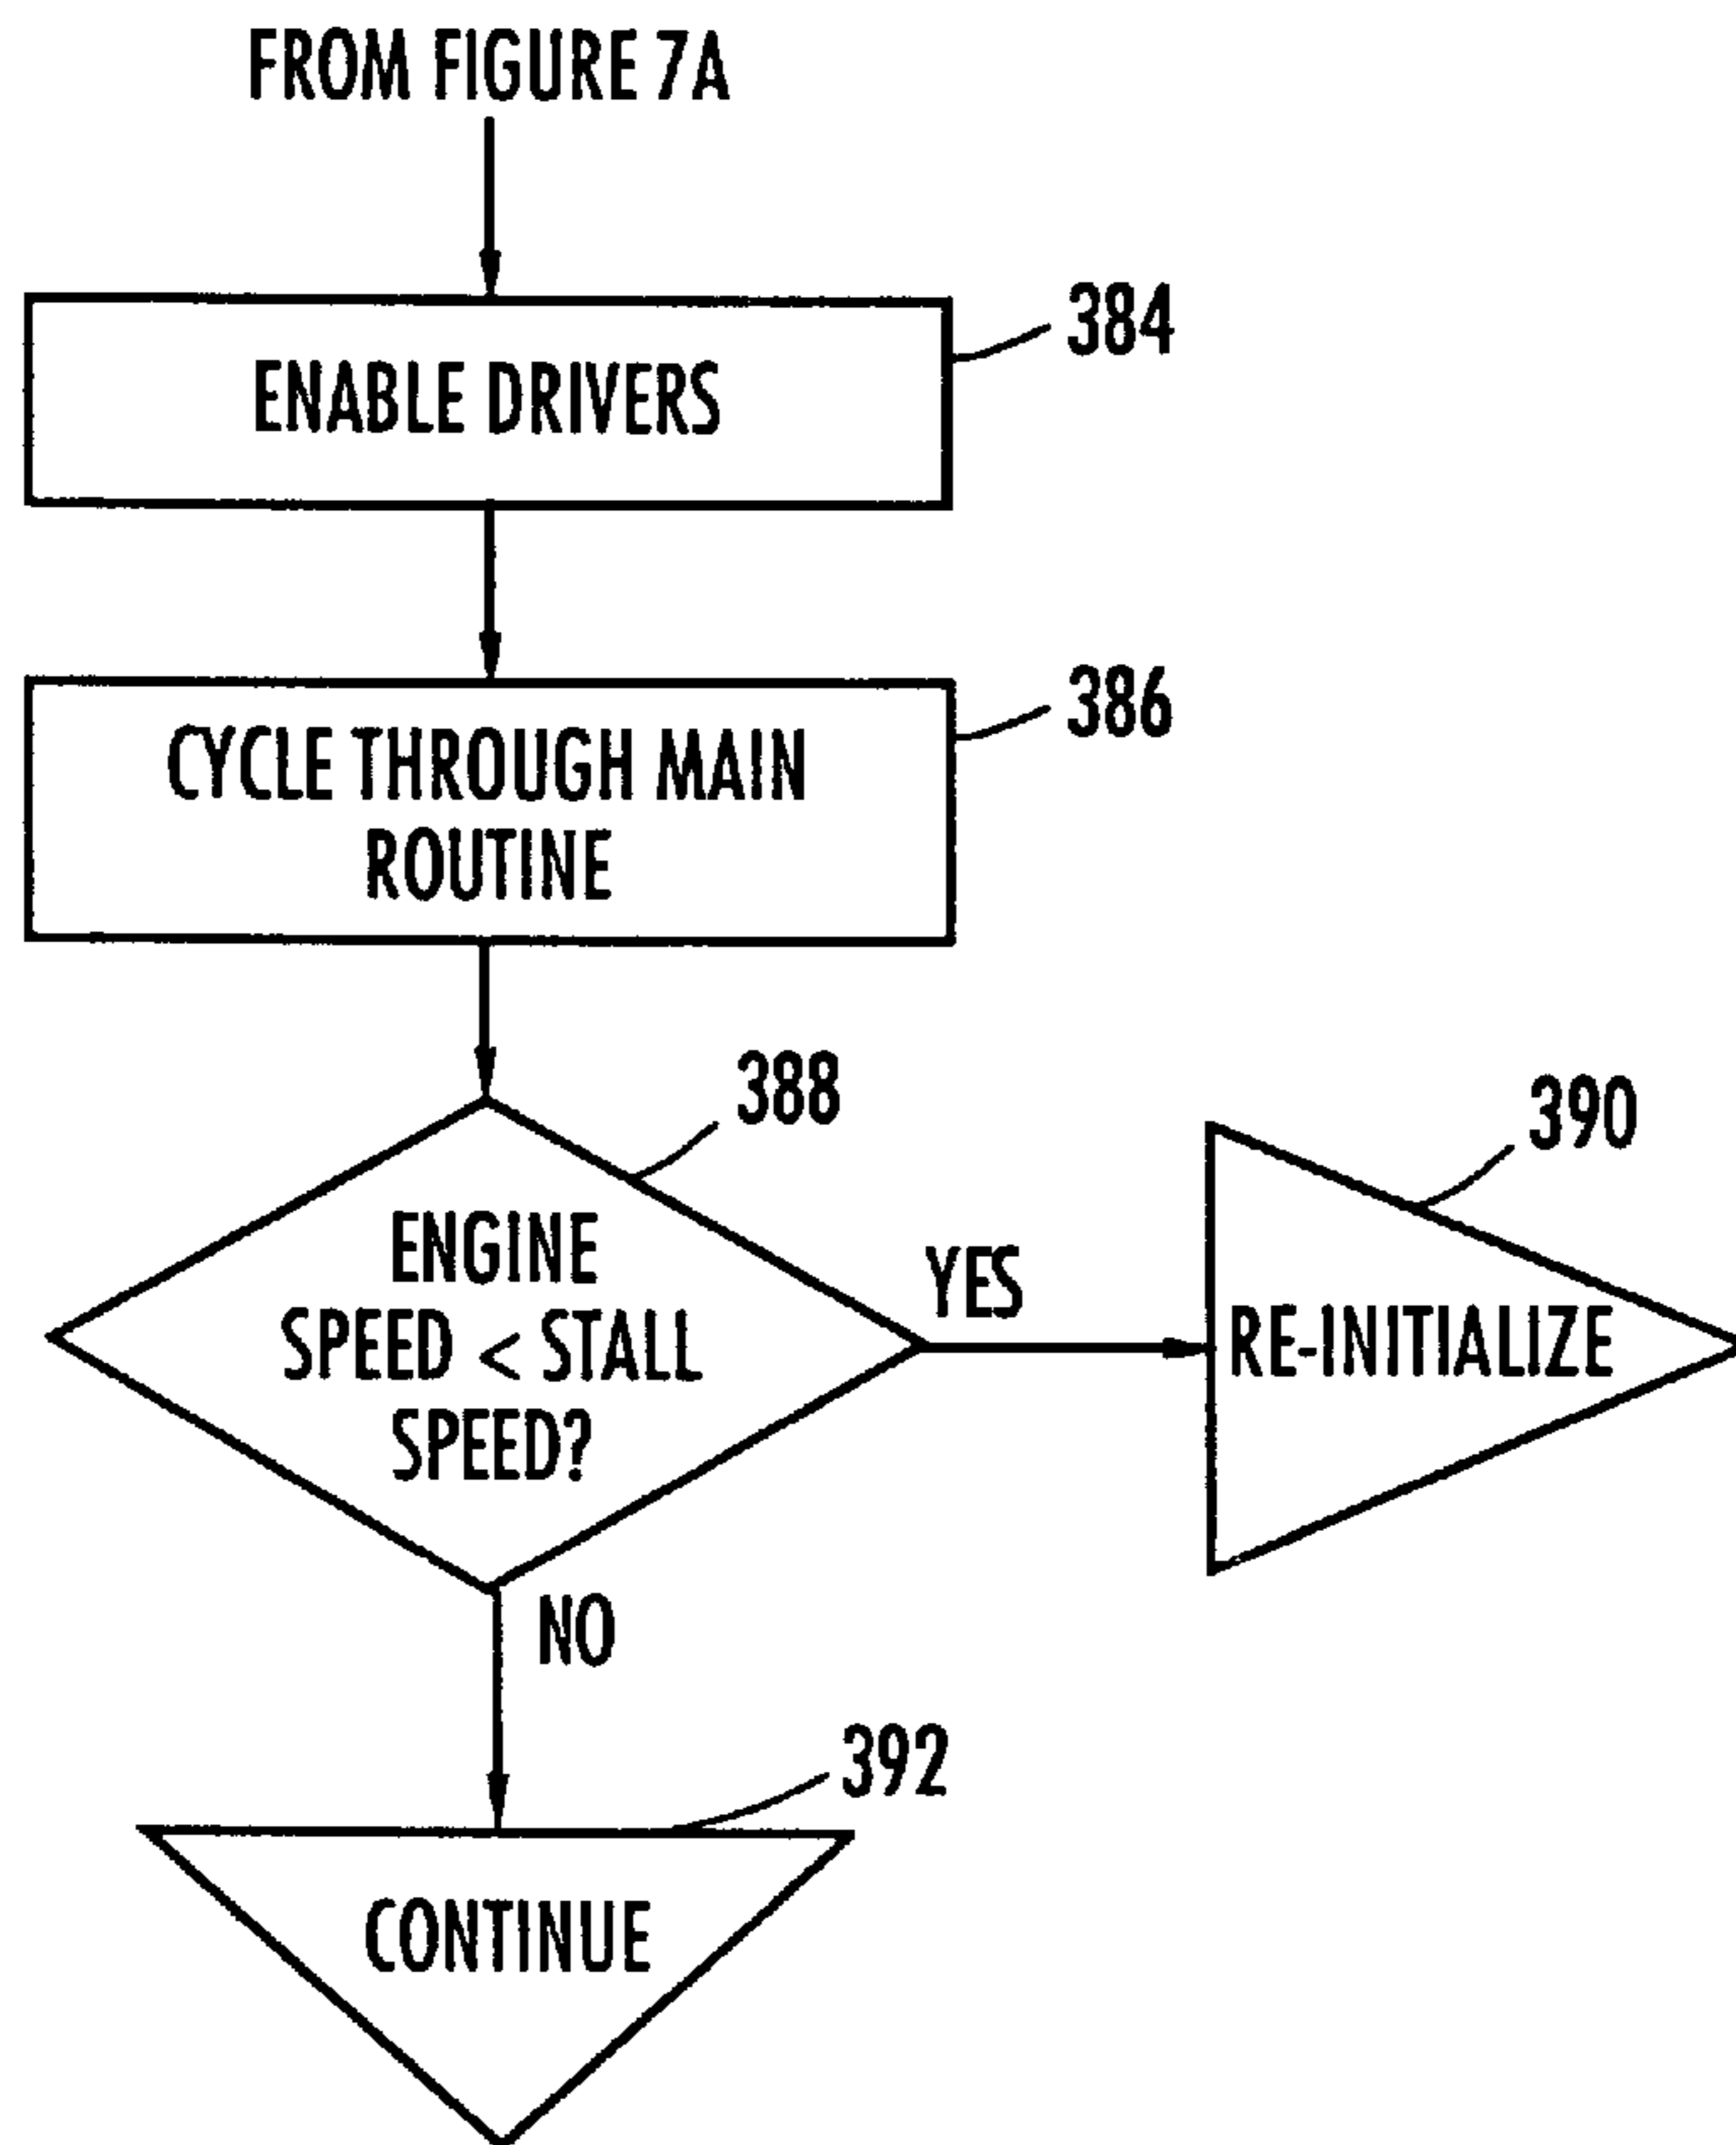 FROM FIGURE 7A
384
ENABLE DRIVERS
386
CYCLE THROUGH MAIN
ROUTINE
388
390
ENGINE
SPEED < STALL
SPEED?
YES
RE-INITIALIZE
NO
392
CONTINUE